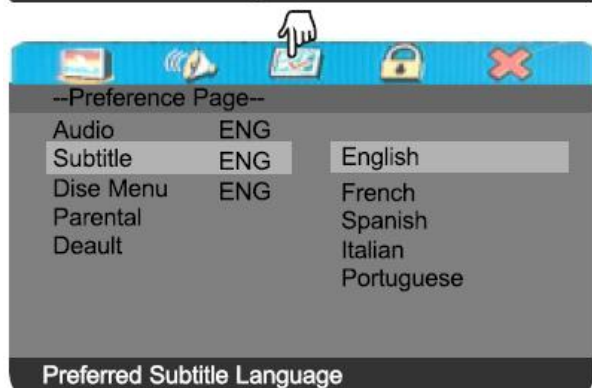 --Preference Page--
Audio ENG
Subtitle ENG English
Dise Menu ENG French
Parental Spanish
Deault Italian
Portuguese
Preferred Subtitle Language